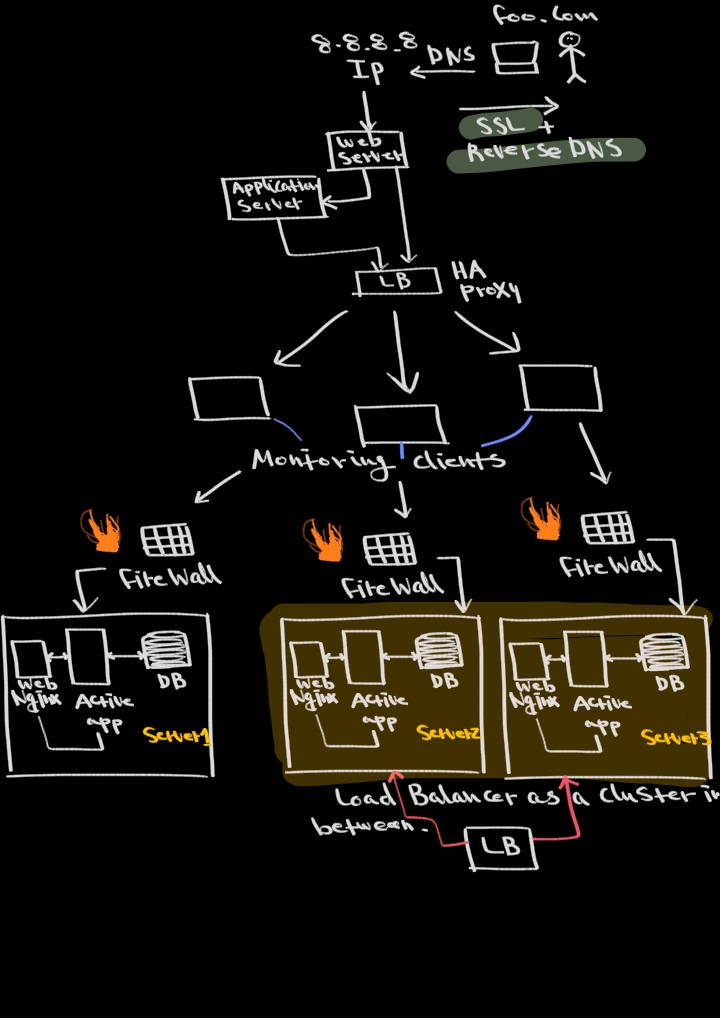 foo.com
8.8.8.8
DNS
Ip
SSL +
Reverse DNS
Web
Server
Application
Server
LB
HA
Proxy
Monitoring clients
FireWall
FireWall
FireWall
Web
Nginx
Active
app
DB
Server1
Web
Nginx
Active
app
DB
Server2
Web
Nginx
Active
app
DB
Server3
Load Balancer as a cluster in
between.
LB